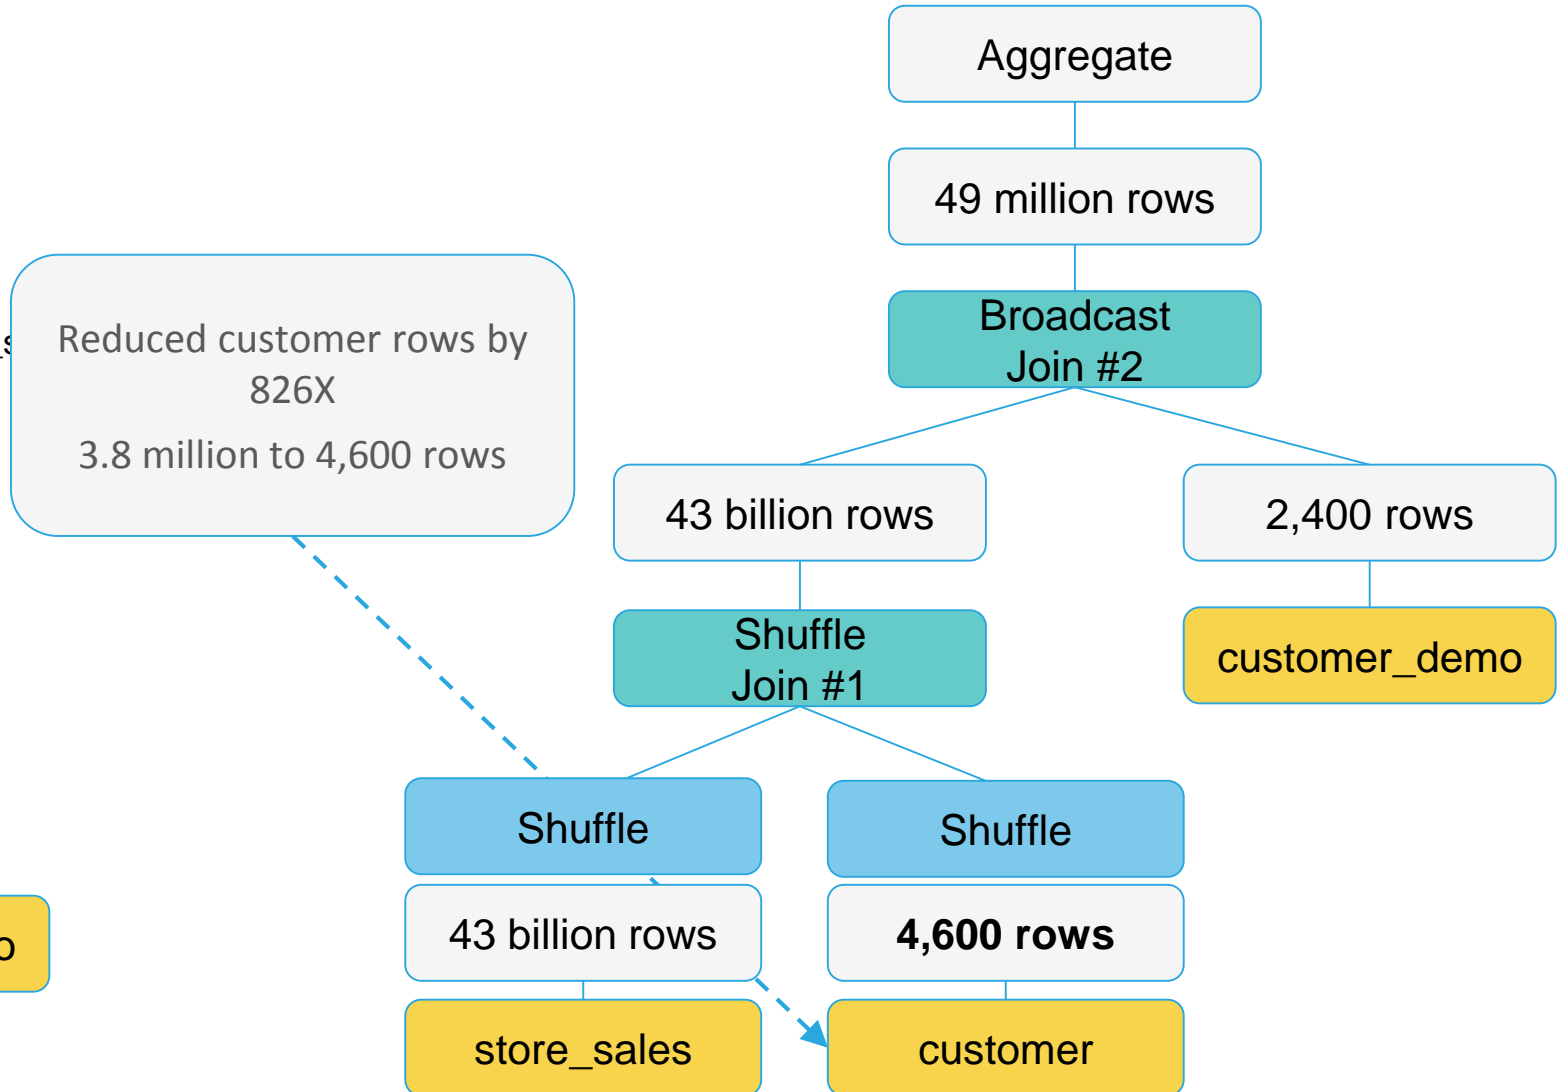 Aggregate
49 million rows
Broadcast
Join #2
Reduced customer rows by
826X
3.8 million to 4,600 rows
43 billion rows
2,400 rows
Shuffle
Join #1
customer_demo
Shuffle
Shuffle
43 billion rows
4,600 rows
store_sales
customer